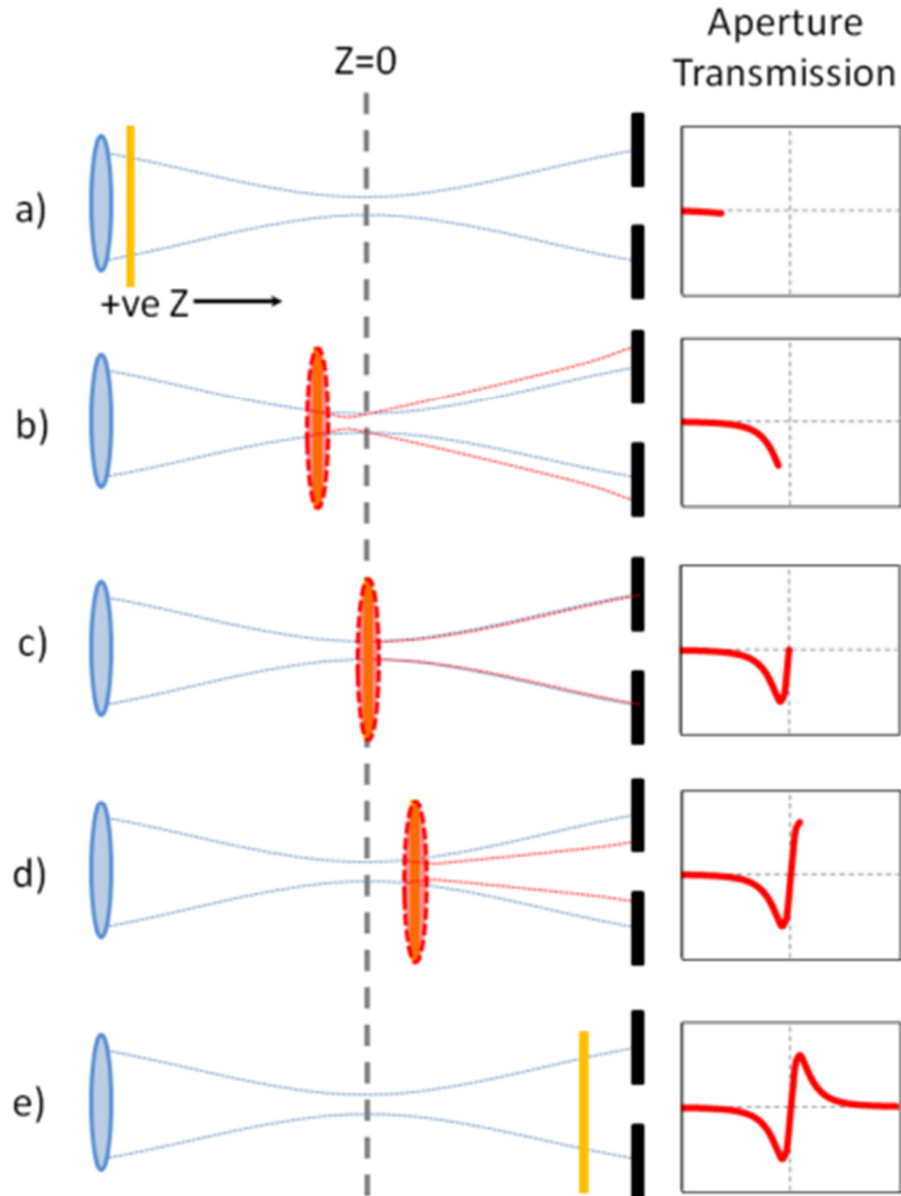 Aperture
Transmission
Z=0
a)
+ve Z
b)
c)
d)
e)